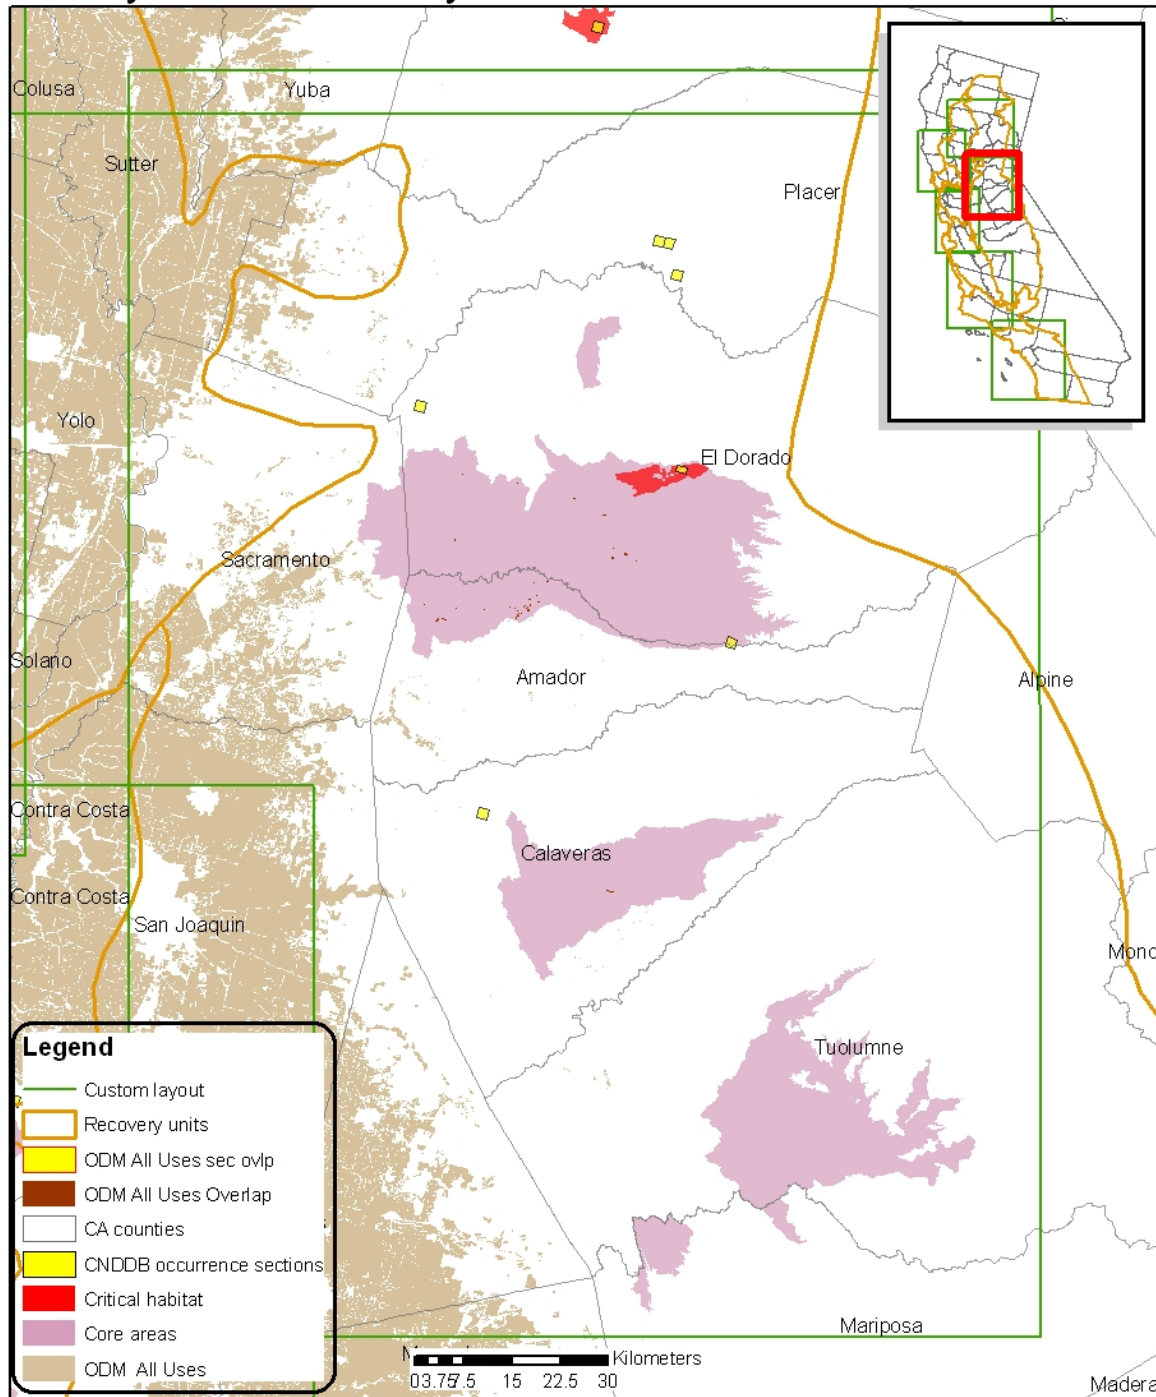 Colusa
Yuba
Sutter
Placer
Yolo
El Dorado
Sacramento
Solano
Amador
Alpine
Contra Costa
Calaveras
Contra Costa
San Joaquin
Mono
Tuolumne
Legend
Custom layout
Recovery units
ODM All Uses sec ovlp
ODM All Uses Overlap
CA counties
CNDDB occurrence sections
Critical habitat
Core areas
ODM All Uses
Mariposa
Kilometers
0 3.75 7.5 15 22.5 30
Madera